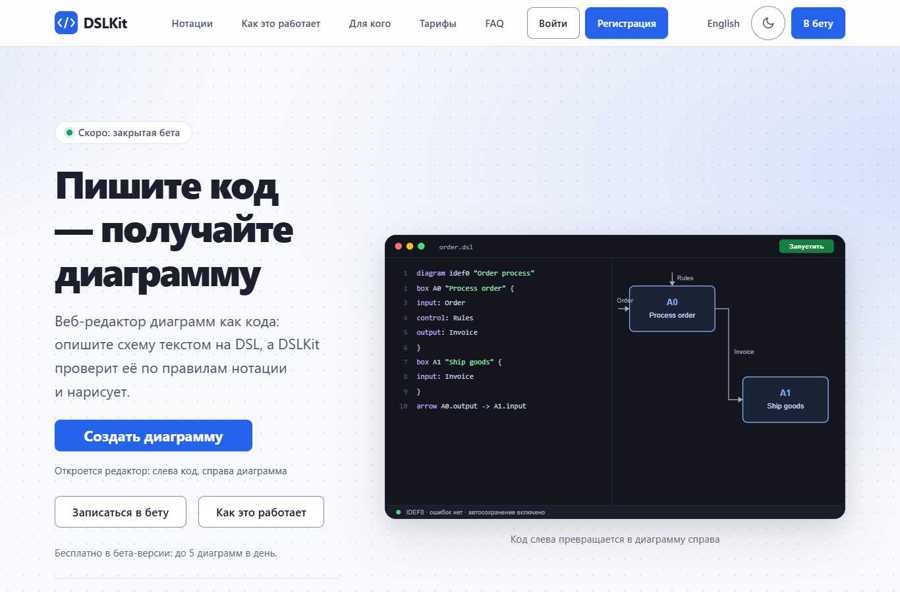 DSLKit
Нотации
Как это работает
Для кого
Тарифы
FAQ
Войти
Регистрация
English
В бету
Скоро: закрытая бета
Пишите код
— получайте
диаграмму
Веб-редактор диаграмм как кода:
опишите схему текстом на DSL, а DSLKit
проверит её по правилам нотации
и нарисует.
Создать диаграмму
Откроется редактор: слева код, справа диаграмма
Записаться в бету
Как это работает
Бесплатно в бета-версии: до 5 диаграмм в день.
order.dsl
Запустить
1 diagram idef0 "Order process"
2 box A0 "Process order" {
3 input: Order
4 control: Rules
5 output: Invoice
6 }
7 box A1 "Ship goods" {
8 input: Invoice
9 }
10 arrow A0.output -> A1.input
Rules
Order
A0
Process order
Invoice
A1
Ship goods
IDEF0 · ошибок нет · автосохранение включено
Код слева превращается в диаграмму справа